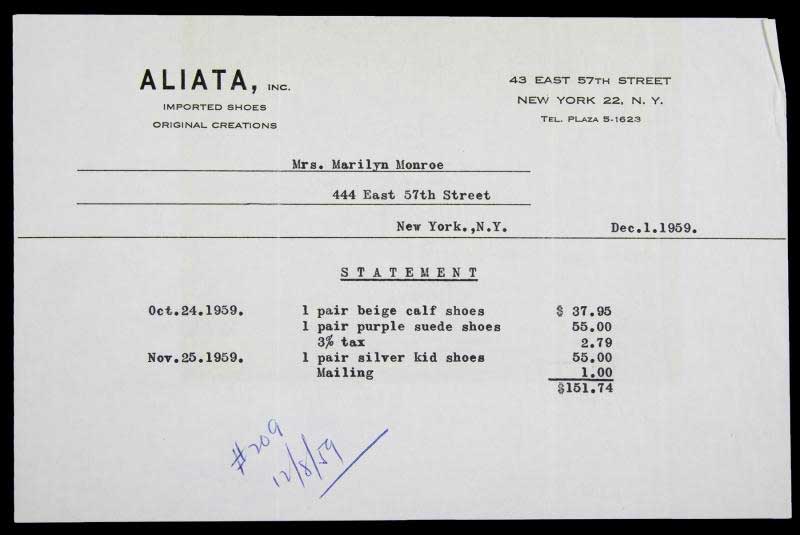 ALIATA, INC.
IMPORTED SHOES
ORIGINAL CREATIONS
43 EAST 57TH STREET
NEW YORK 22, N. Y.
TEL. PLAZA 5-1623
Mrs. Marilyn Monroe
444 East 57th Street
New York.,N.Y. Dec.1.1959.
STATEMENT
Oct.24.1959. 1 pair beige calf shoes $ 37.95
1 pair purple suede shoes 55.00
3% tax 2.79
Nov.25.1959. 1 pair silver kid shoes 55.00
Mailing 1.00
$151.74
#209
12/8/59